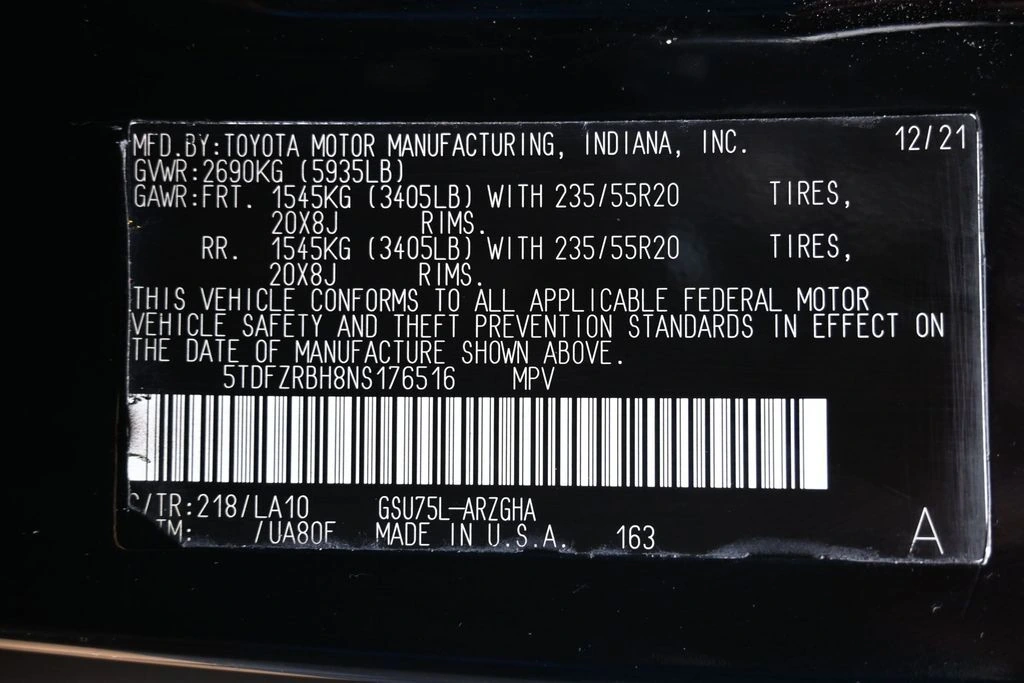 MFD.BY:TOYOTA MOTOR MANUFACTURING, INDIANA, INC. 12/21
GVWR:2690KG (5935LB)
GAWR:FRT. 1545KG (3405LB) WITH 235/55R20 TIRES,
20X8J RIMS.
RR. 1545KG (3405LB) WITH 235/55R20 TIRES,
20X8J RIMS.
THIS VEHICLE CONFORMS TO ALL APPLICABLE FEDERAL MOTOR
VEHICLE SAFETY AND THEFT PREVENTION STANDARDS IN EFFECT ON
THE DATE OF MANUFACTURE SHOWN ABOVE.
5TDFZRBH8NS176516 MPV
/TR:218/LA10 GSU75L-ARZGHA
TM: /UA80F MADE IN U.S.A. 163 A